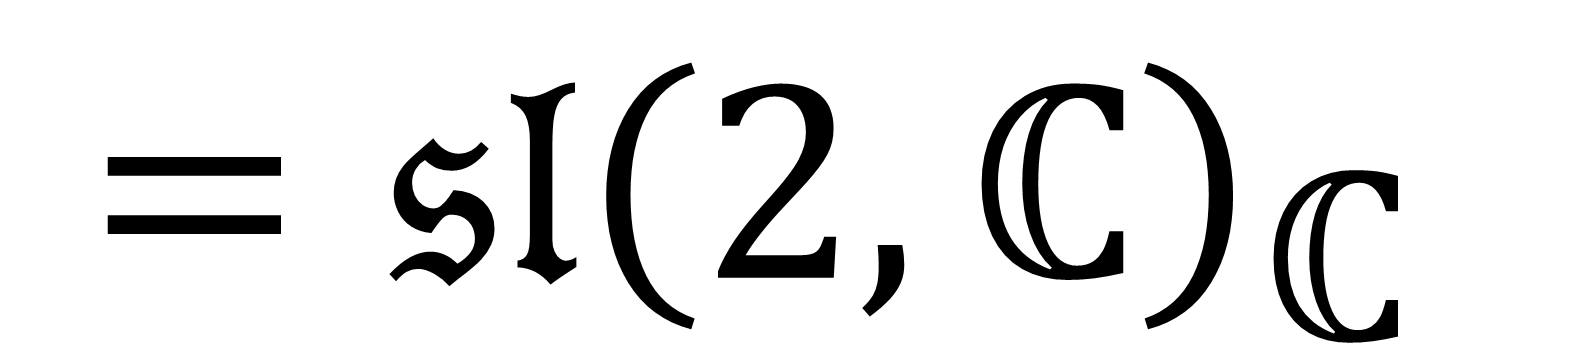 = 𝔰𝔩(2, ℂ)_ℂ